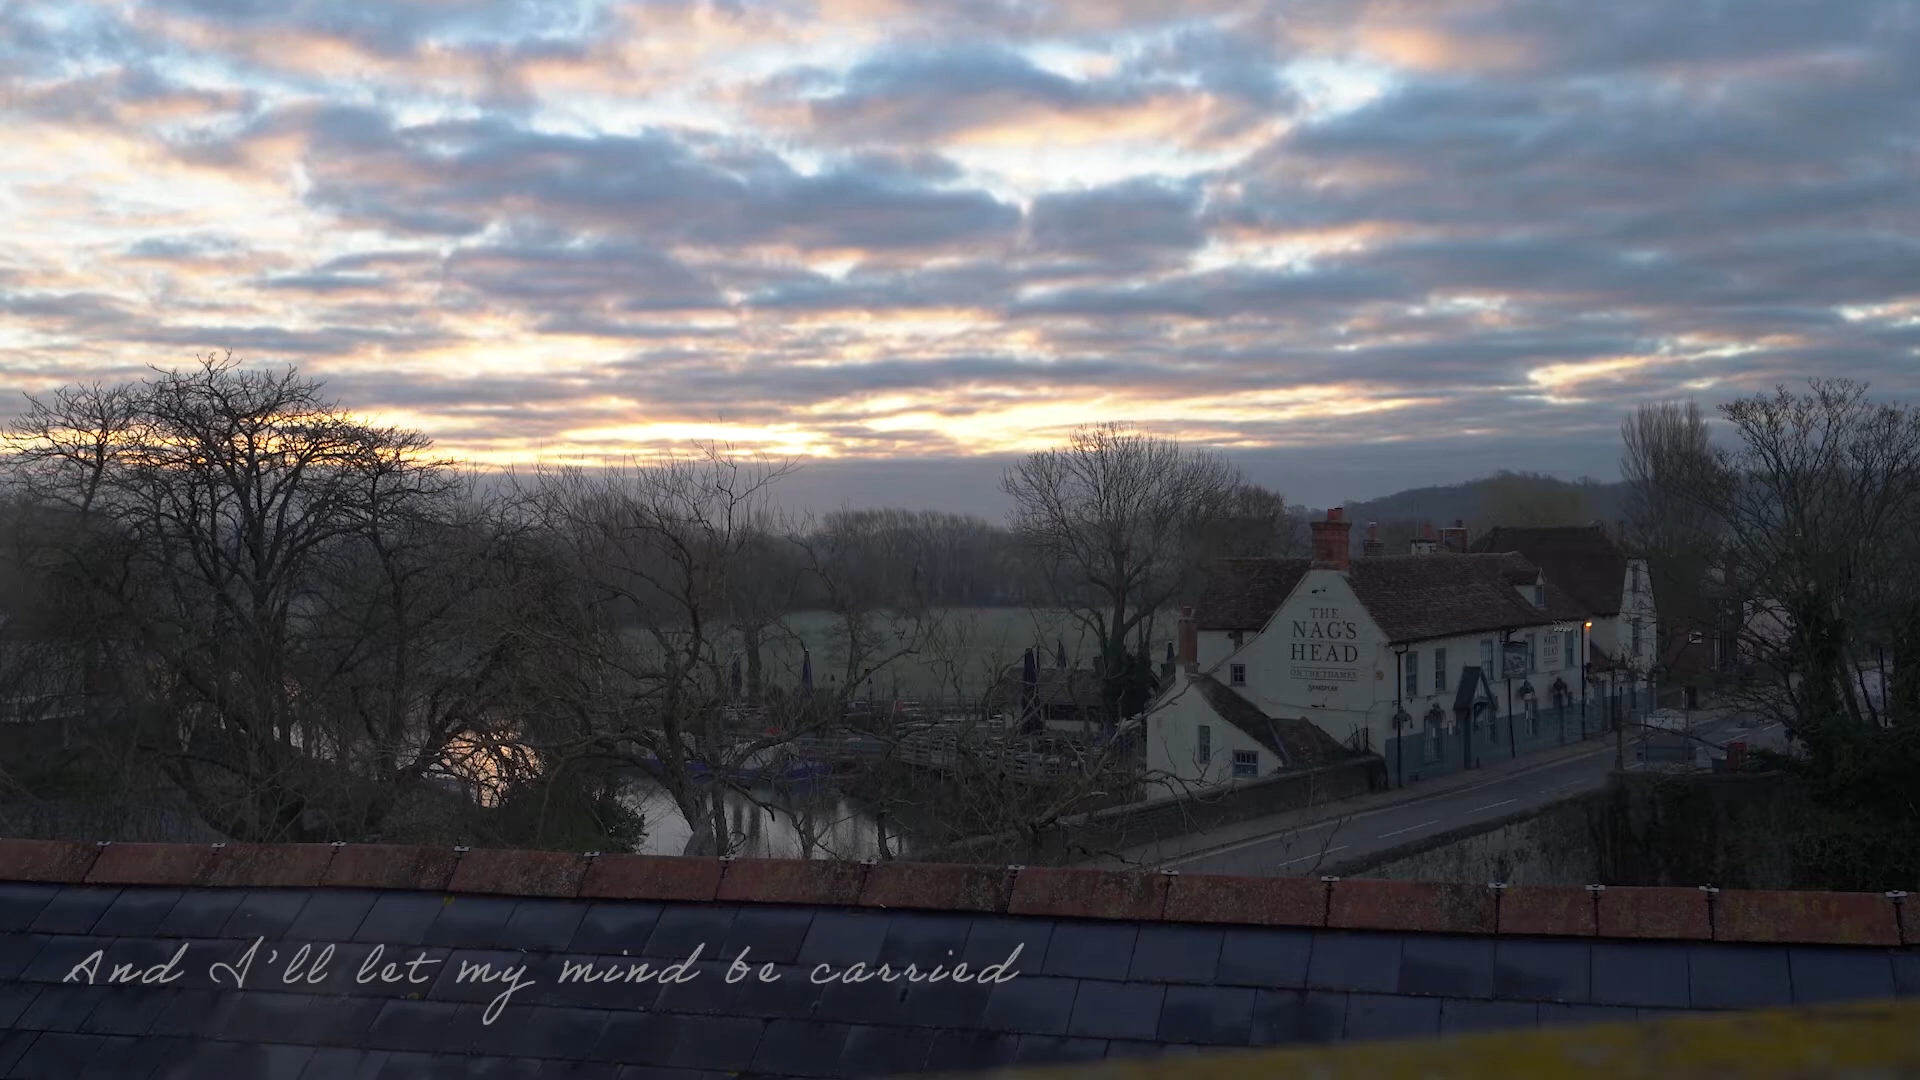 THE
NAG'S
HEAD
ON THE THAMES
And I'll let my mind be carried